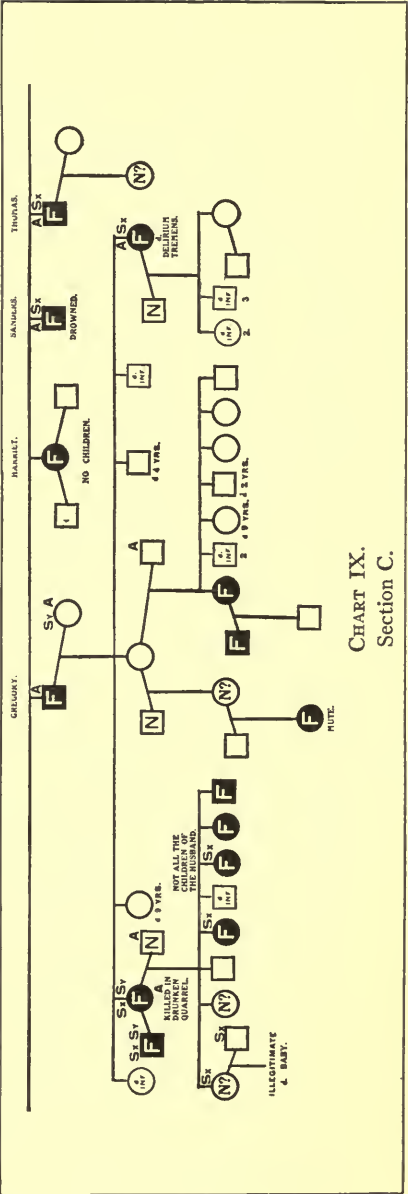 GREGORY.
HARRIET.
SANDERS.
THOMAS.
A
F
Sy A
F
NO CHILDREN.
A Sx
F
DROWNED.
A Sx
F
N?
d. INF
Sx Sy
F
Sx Sy
F
A
KILLED IN
DRUNKEN
QUARREL.
A
N
d 9 YRS.
N
A
d 4 YRS.
d. INF
N
A Sx
F
d.
DELIRIUM
TREMENS.
Sx
N?
Sx
ILLEGITIMATE
d. BABY.
N?
Sx
F
d. INF
Sx
F
F
F
NOT ALL THE
CHILDREN OF
THE HUSBAND.
N?
F
MUTE.
F
F
d. INF
2
d 9 YRS.
d 2 YRS.
d. INF
2.
d. INF
3
CHART IX.
Section C.